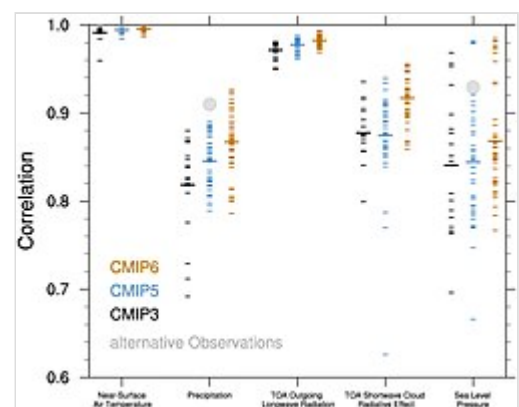 1.0
0.9
0.8
0.7
0.6
Correlation
CMIP6
CMIP5
CMIP3
alternative Observations
Near-Surface
Air Temperature
Precipitation
TOA Outgoing
Longwave Radiation
TOA Shortwave Cloud
Radiative Effect
Sea Level
Pressure